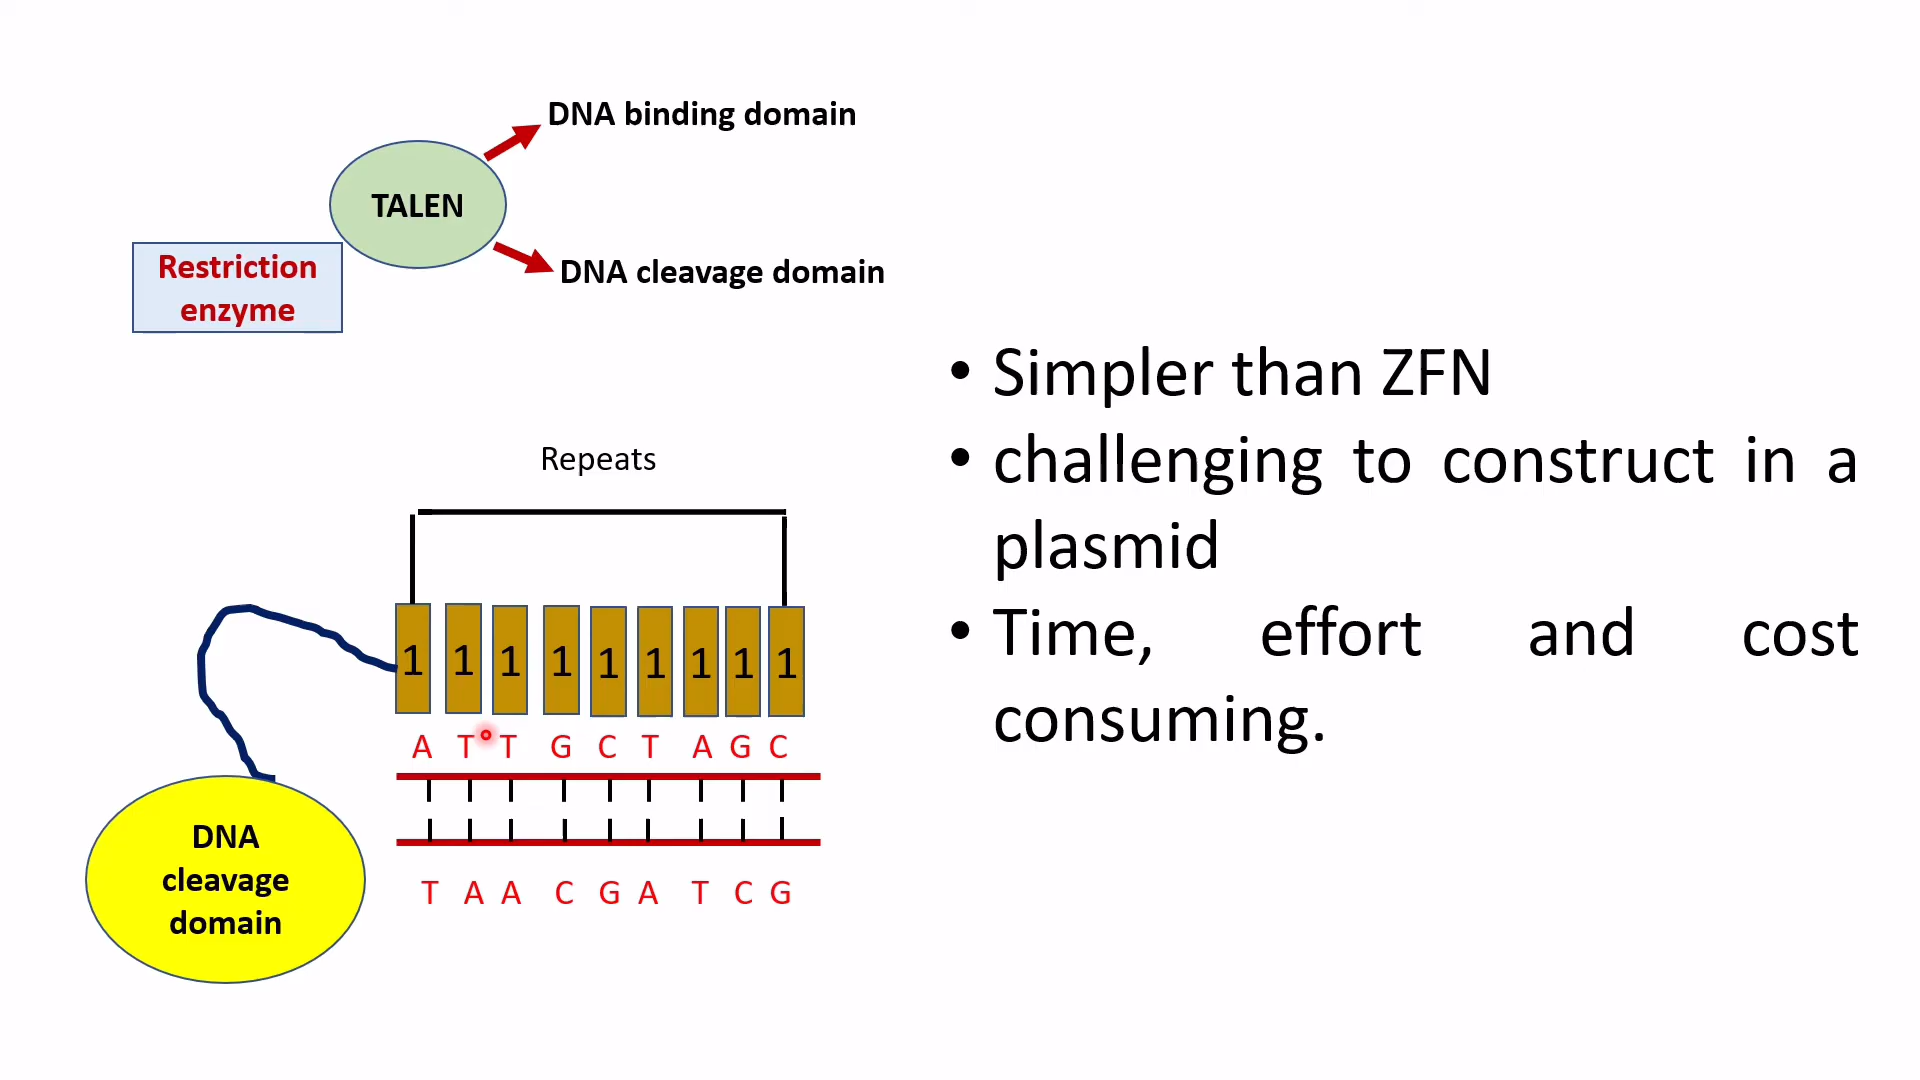 DNA binding domain
TALEN
Restriction
enzyme
DNA cleavage domain
Repeats
1 1 1 1 1 1 1 1 1
A T T G C T A G C
T A A C G A T C G
DNA
cleavage
domain
• Simpler than ZFN
• challenging to construct in a
plasmid
• Time, effort and cost
consuming.